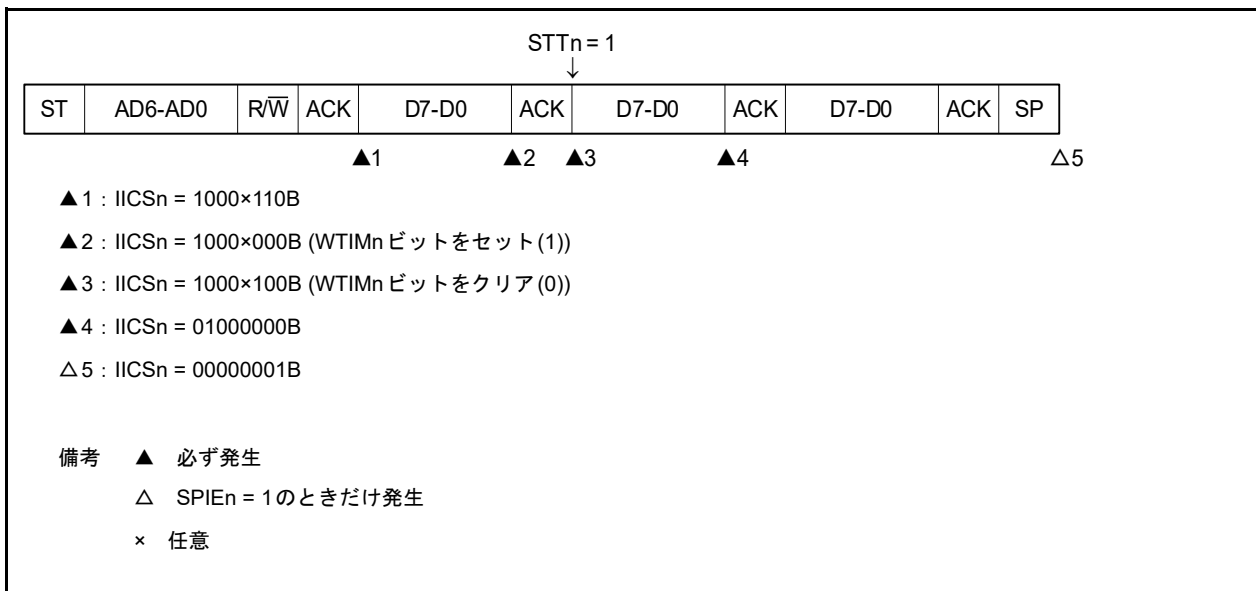 STTn = 1
↓
ST AD6-AD0 R/W̅ ACK D7-D0 ACK D7-D0 ACK D7-D0 ACK SP
▲1 ▲2 ▲3 ▲4 △5
▲1：IICSn = 1000×110B
▲2：IICSn = 1000×000B (WTIMnビットをセット(1))
▲3：IICSn = 1000×100B (WTIMnビットをクリア(0))
▲4：IICSn = 01000000B
△5：IICSn = 00000001B
備考 ▲ 必ず発生
△ SPIEn = 1のときだけ発生
× 任意